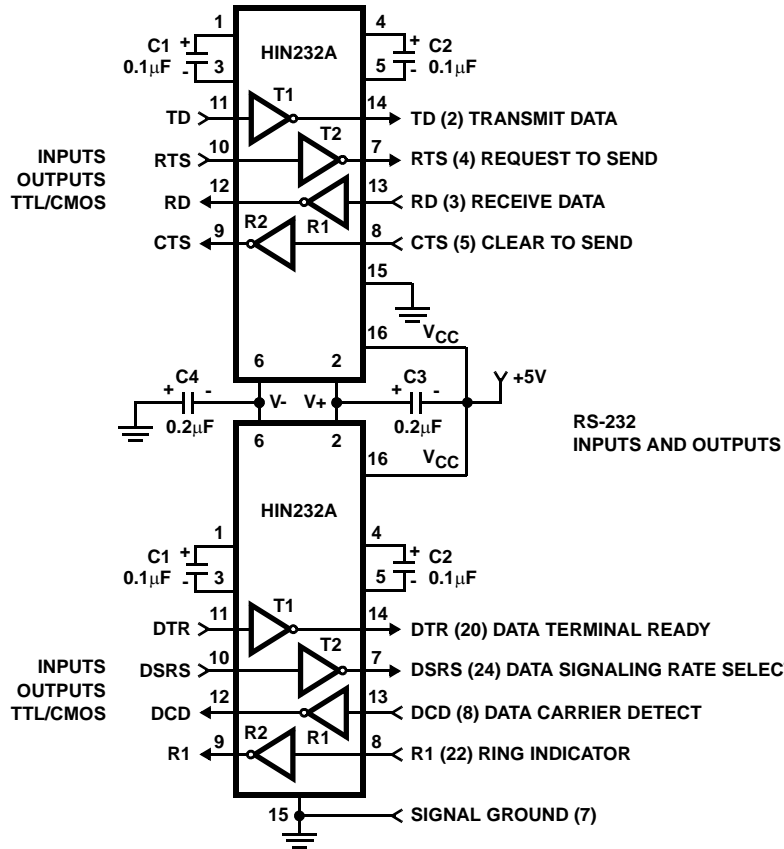 1
4
HIN232A
C1 + 0.1μF - 3
+ C2 0.1μF - 5
T1
TD 11
14 TD (2) TRANSMIT DATA
T2
INPUTS OUTPUTS TTL/CMOS
RTS 10
7 RTS (4) REQUEST TO SEND
RD 12
13 RD (3) RECEIVE DATA
R2 R1
CTS 9
8 CTS (5) CLEAR TO SEND
15
16 VCC
6 2
C4 + - 0.2μF
V- V+
C3 + - 0.2μF
+5V
RS-232
INPUTS AND OUTPUTS
6 2
16 VCC
HIN232A
1
4
C1 + 0.1μF - 3
+ C2 0.1μF - 5
T1
DTR 11
14 DTR (20) DATA TERMINAL READY
T2
INPUTS OUTPUTS TTL/CMOS
DSRS 10
7 DSRS (24) DATA SIGNALING RATE SELEC
DCD 12
13 DCD (8) DATA CARRIER DETECT
R2 R1
R1 9
8 R1 (22) RING INDICATOR
15
SIGNAL GROUND (7)